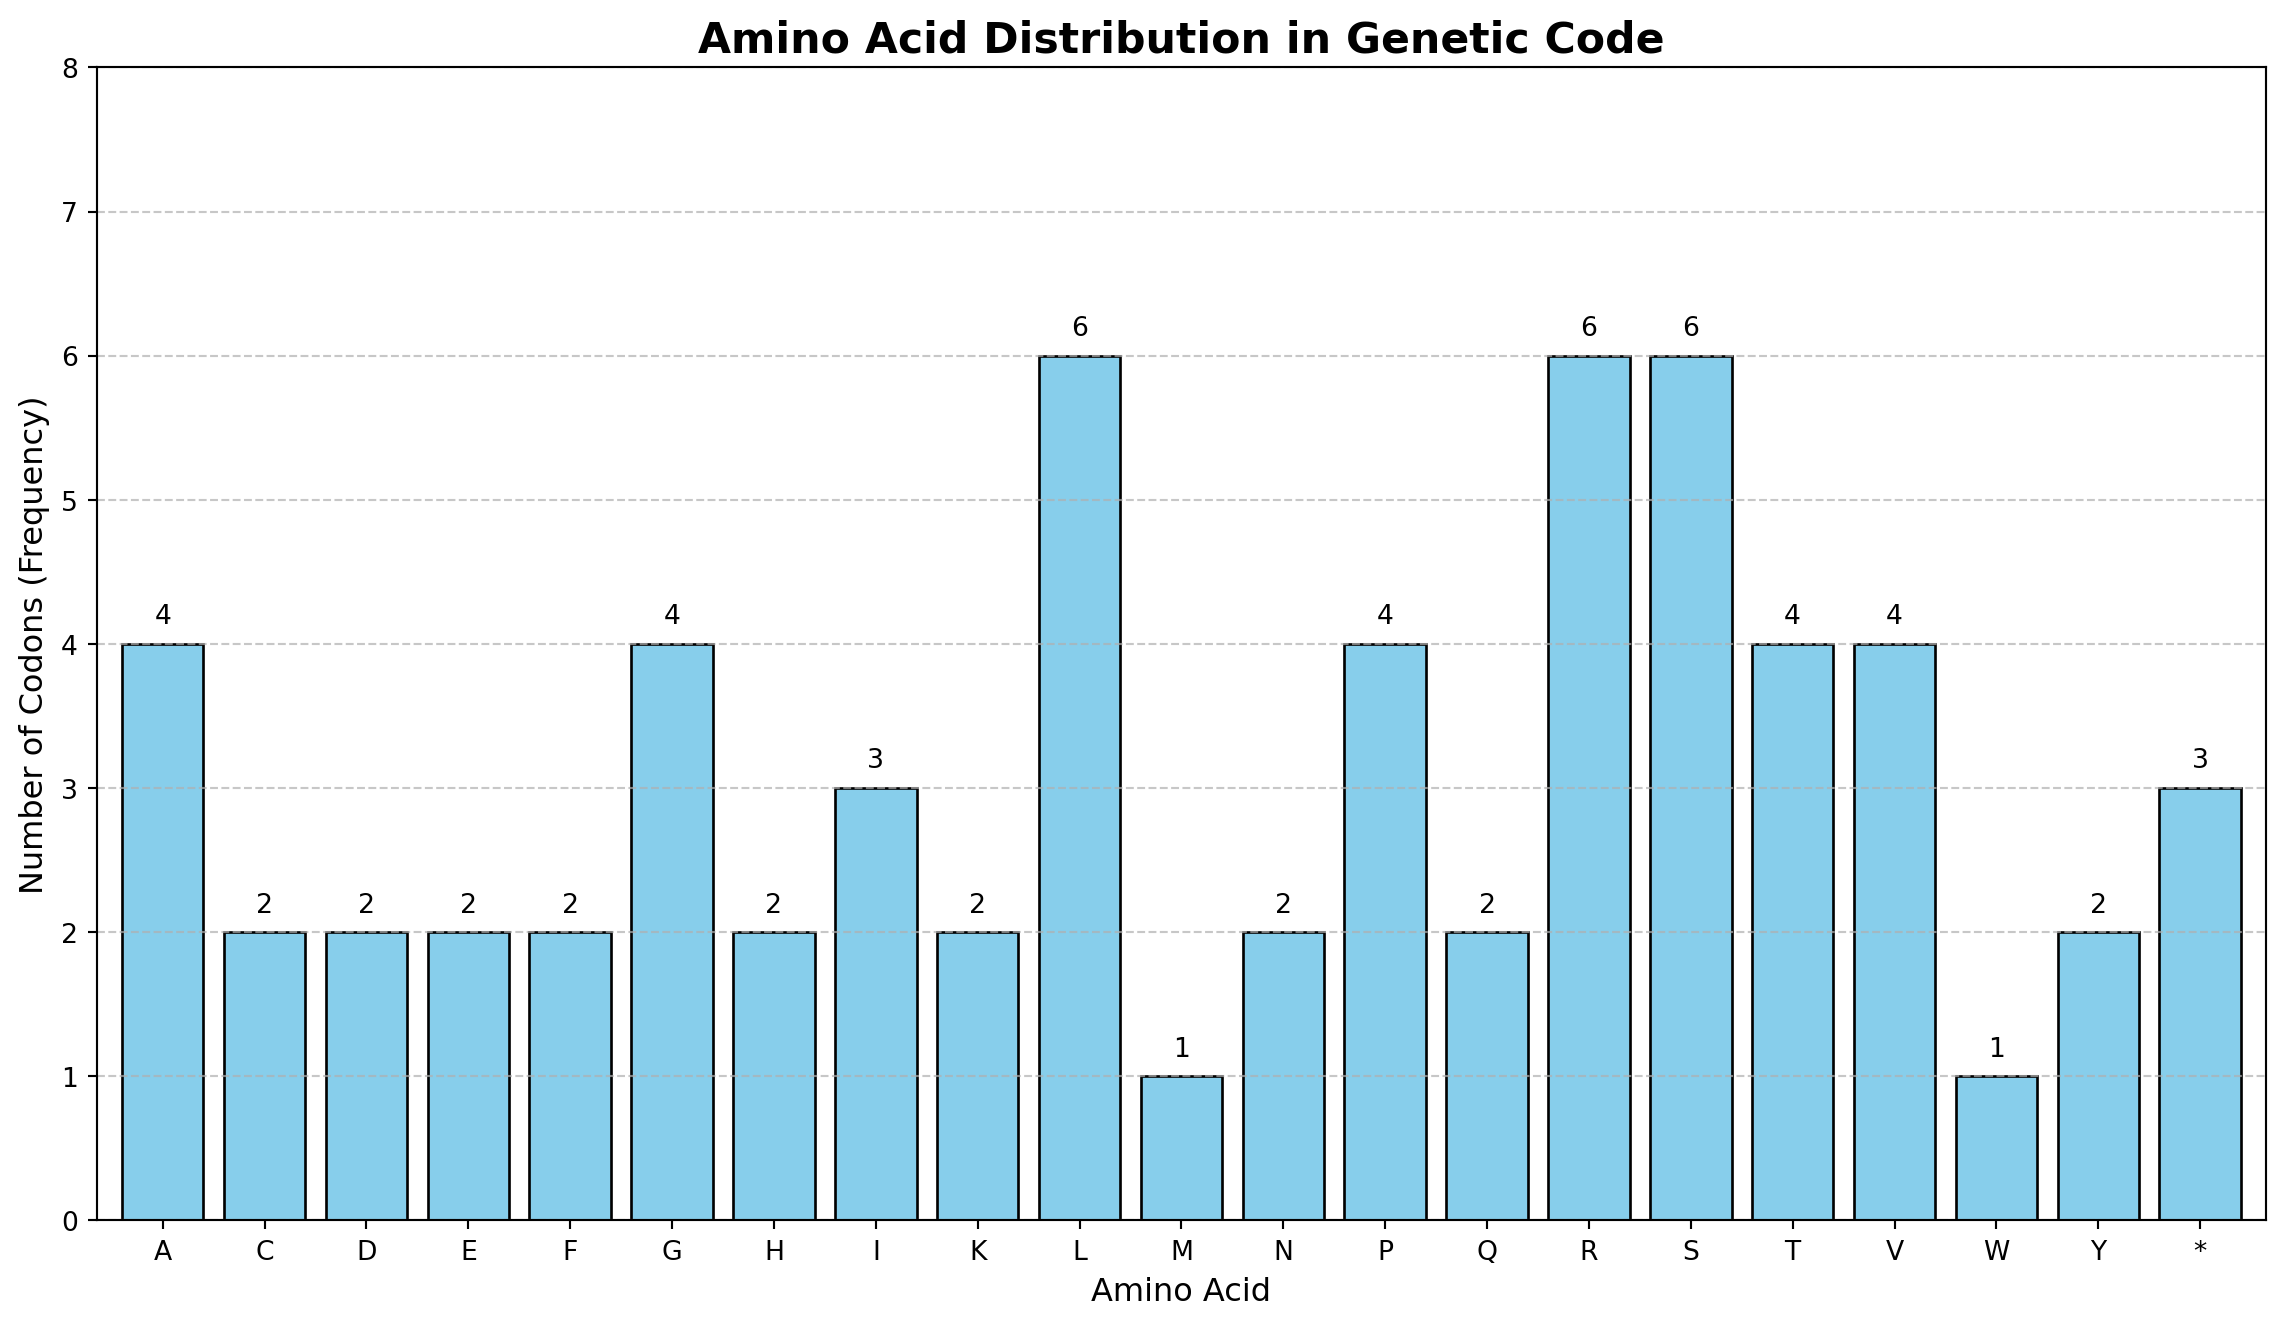 Amino Acid Distribution in Genetic Code
Number of Codons (Frequency)
8
7
6
5
4
3
2
1
0
4 2 2 2 2 4 2 3 2 6 1 2 4 2 6 6 4 4 1 2 3
A C D E F G H I K L M N P Q R S T V W Y *
Amino Acid